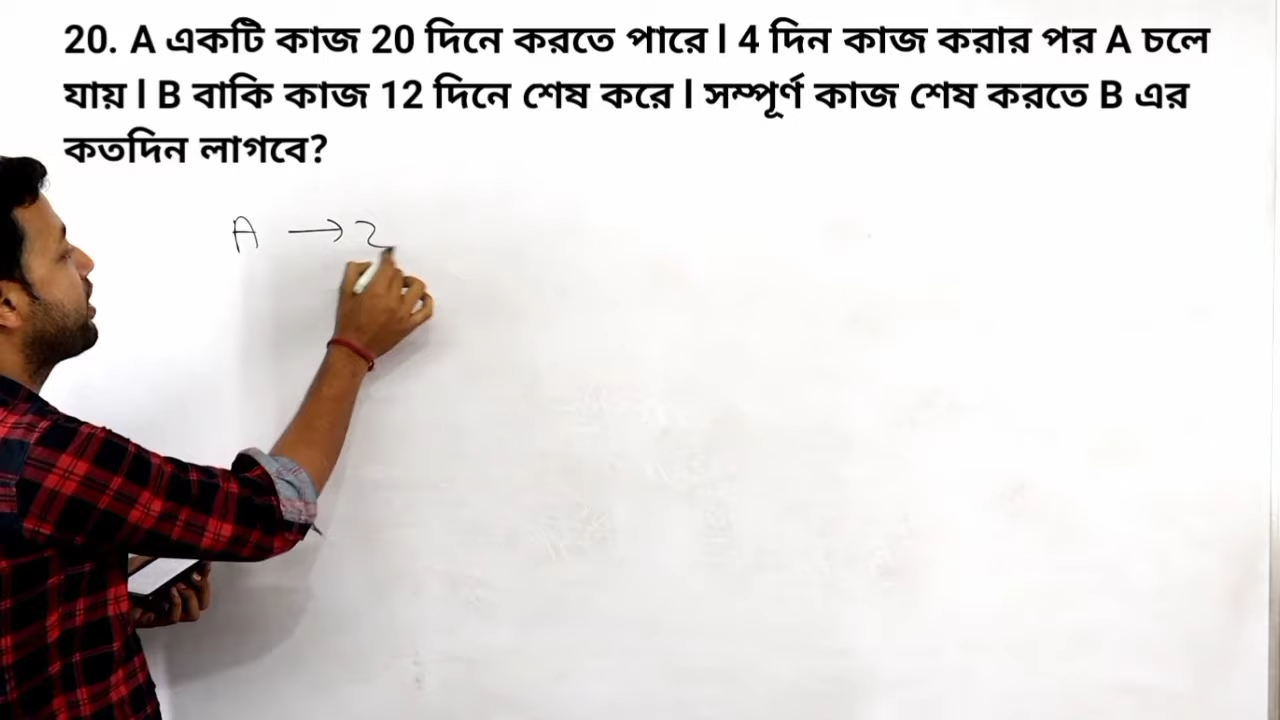 20. A একটি কাজ 20 দিনে করতে পারে l 4 দিন কাজ করার পর A চলে
যায় l B বাকি কাজ 12 দিনে শেষ করে l সম্পূর্ণ কাজ শেষ করতে B এর
কতদিন লাগবে?
A → 2